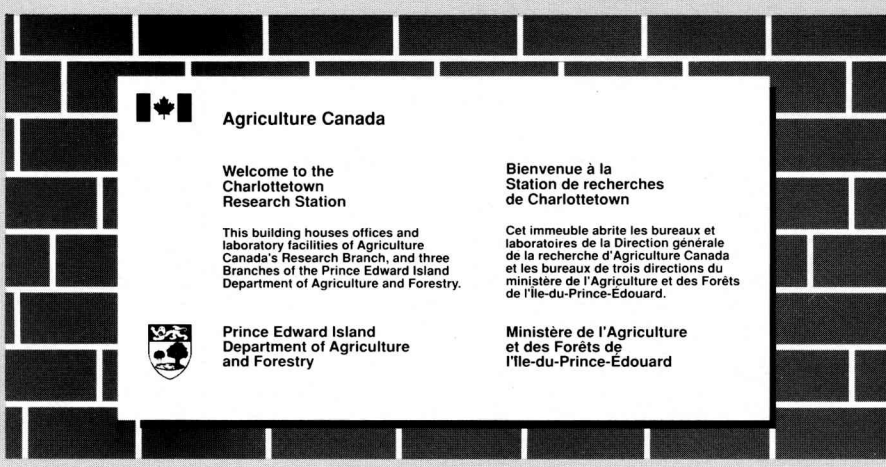 Agriculture Canada
Welcome to the
Charlottetown
Research Station
This building houses offices and
laboratory facilities of Agriculture
Canada's Research Branch, and three
Branches of the Prince Edward Island
Department of Agriculture and Forestry.
Prince Edward Island
Department of Agriculture
and Forestry
Bienvenue à la
Station de recherches
de Charlottetown
Cet immeuble abrite les bureaux et
laboratoires de la Direction générale
de la recherche d'Agriculture Canada
et les bureaux de trois directions du
ministère de l'Agriculture et des Forêts
de l'Île-du-Prince-Édouard.
Ministère de l'Agriculture
et des Forêts de
l'Île-du-Prince-Édouard